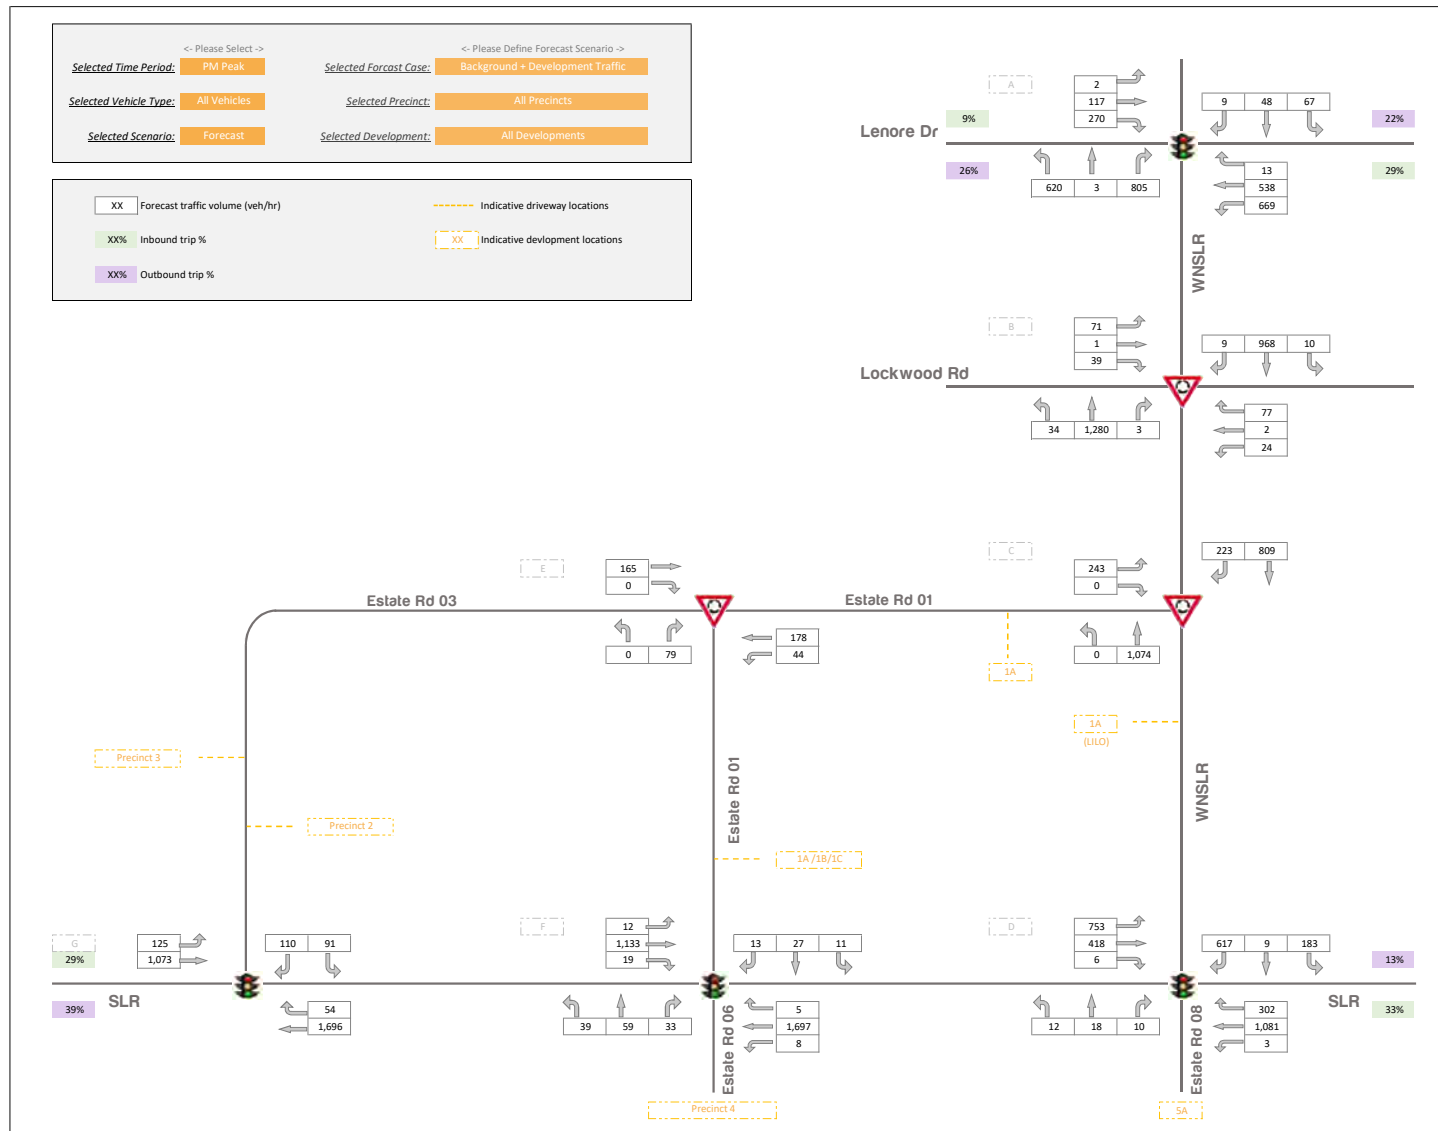 <- Please Select ->
<- Please Define Forecast Scenario ->
Selected Time Period: PM Peak
Selected Forcast Case: Background + Development Traffic
Selected Vehicle Type: All Vehicles
Selected Precinct: All Precincts
Selected Scenario: Forecast
Selected Development: All Developments
XX Forecast traffic volume (veh/hr)
Indicative driveway locations
XX% Inbound trip %
XX Indicative devlopment locations
XX% Outbound trip %
A
2
117
270
9 48 67
9%
22%
Lenore Dr
26%
29%
620 3 805
13
538
669
WNSLR
B
71
1
39
9 968 10
Lockwood Rd
34 1,280 3
77
2
24
E
165
0
C
243
0
223 809
Estate Rd 03
Estate Rd 01
0 79
178
44
0 1,074
1A
1A
(LILO)
Precinct 3
Estate Rd 01
WNSLR
Precinct 2
1A /1B/1C
G
29%
125
1,073
110 91
F
12
1,133
19
13 27 11
D
753
418
6
617 9 183
13%
39%
SLR
54
1,696
39 59 33
Estate Rd 06
5
1,697
8
12 18 10
Estate Rd 08
302
1,081
3
SLR
33%
Precinct 4
5A